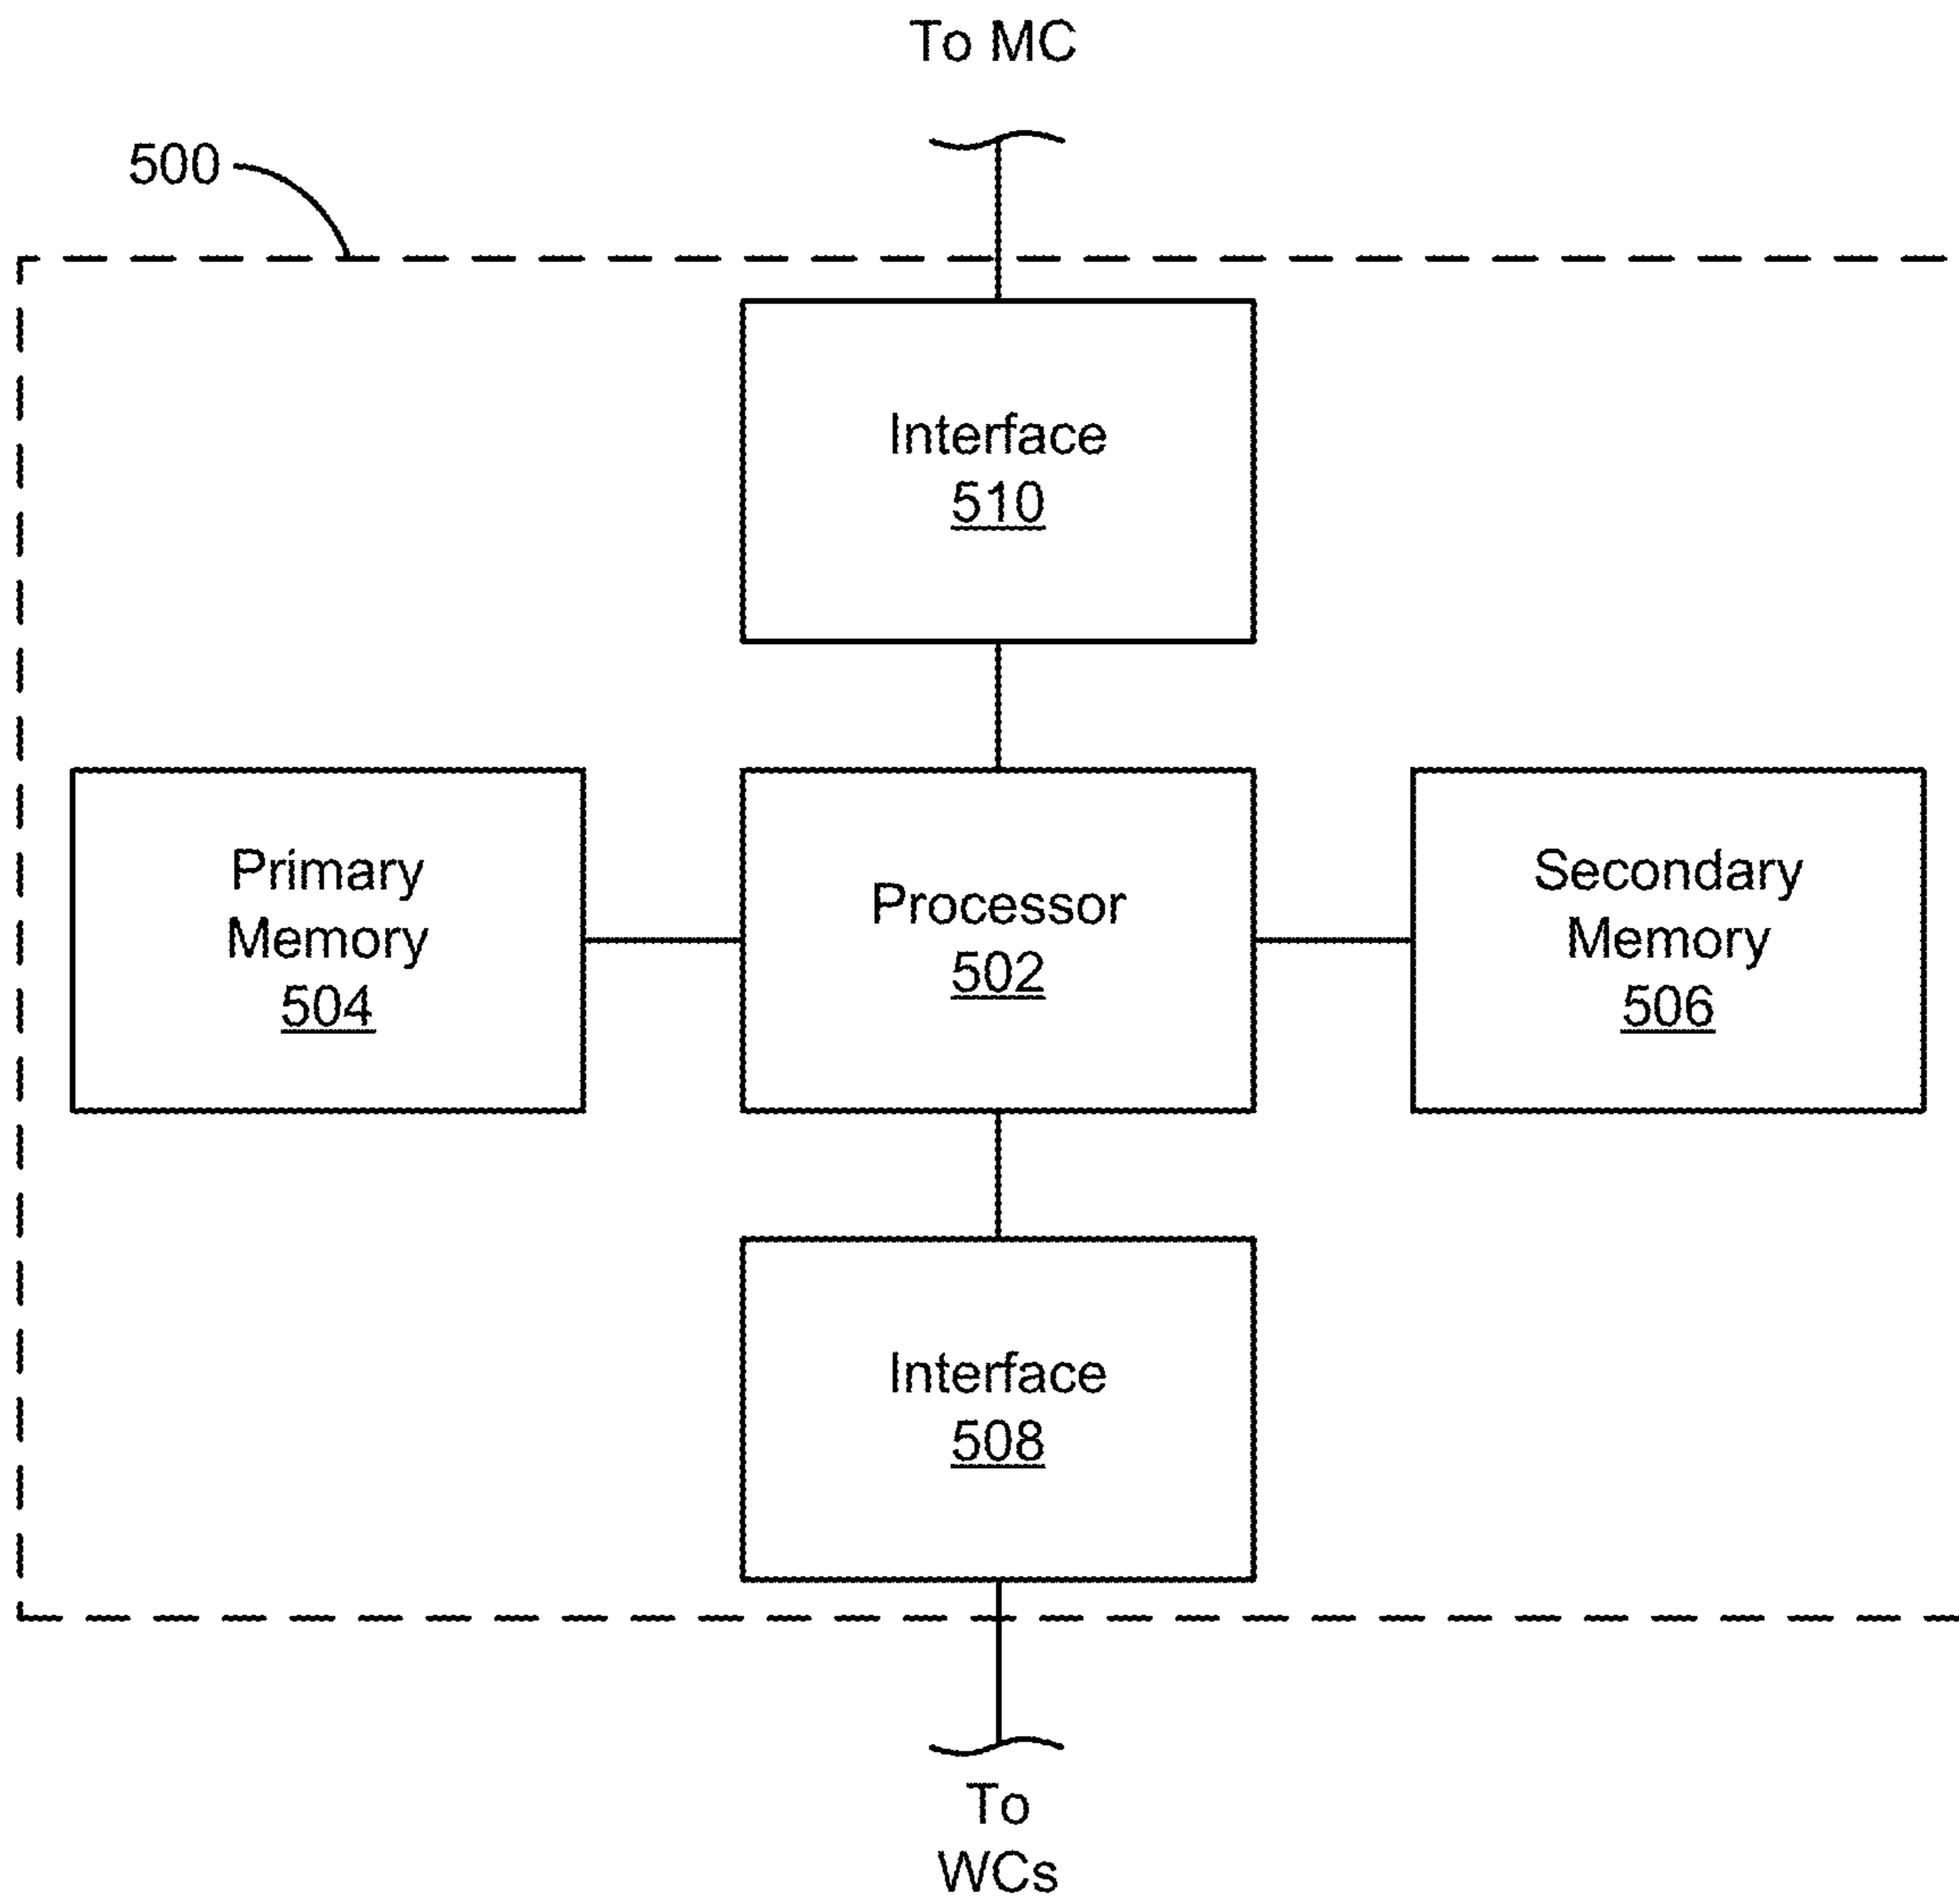 To MC
500
Interface
510
Primary
Memory
504
Processor
502
Secondary
Memory
506
Interface
508
To
WCs